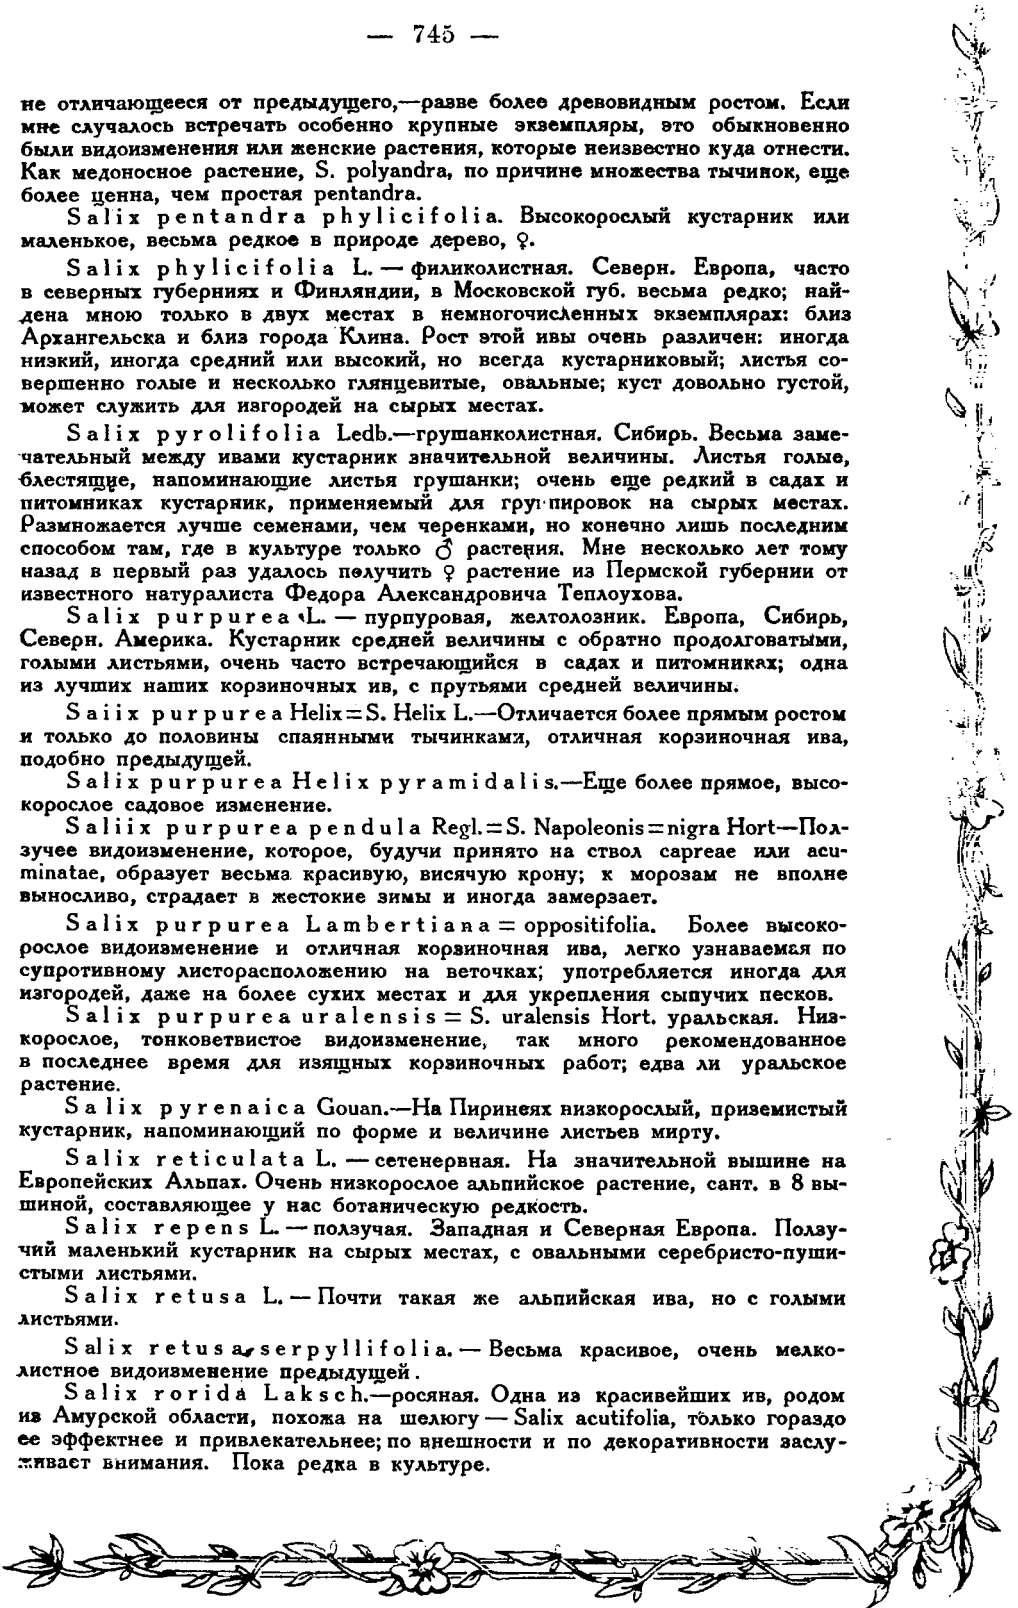 — 745 —
не отличающееся от предыдущего,—разве более древовидным ростом. Если
мне случалось встречать особенно крупные экземпляры, это обыкновенно
были видоизменения или женские растения, которые неизвестно куда отнести.
Как медоносное растение, S. polyandra, по причине множества тычинок, еще
более ценна, чем простая pentandra.
Salix pentandra phylicifolia. Высокорослый кустарник или
маленькое, весьма редкое в природе дерево, ♀.
Salix phylicifolia L. — филиколистная. Северн. Европа, часто
в северных губерниях и Финляндии, в Московской губ. весьма редко; най-
дена мною только в двух местах в немногочисленных экземплярах: близ
Архангельска и близ города Клина. Рост этой ивы очень различен: иногда
низкий, иногда средний или высокий, но всегда кустарниковый; листья со-
вершенно голые и несколько глянцевитые, овальные; куст довольно густой,
может служить для изгородей на сырых местах.
Salix pyrolifolia Ledb.—грушанколистная. Сибирь. Весьма заме-
чательный между ивами кустарник значительной величины. Листья голые,
блестящие, напоминающие листья грушанки; очень еще редкий в садах и
питомниках кустарник, применяемый для группировок на сырых местах.
Размножается лучше семенами, чем черенками, но конечно лишь последним
способом там, где в культуре только ♂ растения. Мне несколько лет тому
назад в первый раз удалось получить ♀ растение из Пермской губернии от
известного натуралиста Федора Александровича Теплоухова.
Salix purpurea L. — пурпуровая, желтолозник. Европа, Сибирь,
Северн. Америка. Кустарник средней величины с обратно продолговатыми,
голыми листьями, очень часто встречающийся в садах и питомниках; одна
из лучших наших корзиночных ив, с прутьями средней величины.
Saiix purpurea Helix = S. Helix L.—Отличается более прямым ростом
и только до половины спаянными тычинками, отличная корзиночная ива,
подобно предыдущей.
Salix purpurea Helix pyramidalis.—Еще более прямое, высо-
корослое садовое изменение.
Saliix purpurea pendula Regl. = S. Napoleonis = nigra Hort—Пол-
зучее видоизменение, которое, будучи принято на ствол capreae или acu-
minatae, образует весьма красивую, висячую крону; к морозам не вполне
выносливо, страдает в жестокие зимы и иногда замерзает.
Salix purpurea Lambertiana = oppositifolia. Более высоко-
рослое видоизменение и отличная корзиночная ива, легко узнаваемая по
супротивному листорасположению на веточках; употребляется иногда для
изгородей, даже на более сухих местах и для укрепления сыпучих песков.
Salix purpurea uralensis = S. uralensis Hort. уральская. Низ-
корослое, тонковетвистое видоизменение, так много рекомендованное
в последнее время для изящных корзиночных работ; едва ли уральское
растение.
Salix pyrenaica Gouan.—На Пиринеях низкорослый, приземистый
кустарник, напоминающий по форме и величине листьев мирту.
Salix reticulata L. — сетенервная. На значительной вышине на
Европейских Альпах. Очень низкорослое альпийское растение, сант. в 8 вы-
шиной, составляющее у нас ботаническую редкость.
Salix repens L. — ползучая. Западная и Северная Европа. Ползу-
чий маленький кустарник на сырых местах, с овальными серебристо-пуши-
стыми листьями.
Salix retusa L. — Почти такая же альпийская ива, но с голыми
листьями.
Salix retusa serpyllifolia. — Весьма красивое, очень мелко-
листное видоизменение предыдущей.
Salix rorida Laksch.—росяная. Одна из красивейших ив, родом
из Амурской области, похожа на шелюгу — Salix acutifolia, только гораздо
ее эффектнее и привлекательнее; по внешности и по декоративности заслу-
живает внимания. Пока редка в культуре.